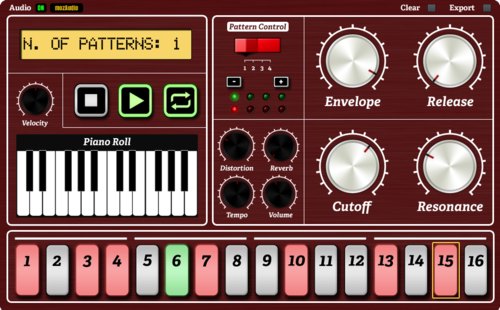 Audio ON mozAudio Clear Export
N. OF PATTERNS: 1
Pattern Control
1 2 3 4
- +
Velocity
Envelope Release
Piano Roll
Distortion Reverb
Tempo Volume
Cutoff Resonance
1 2 3 4 5 6 7 8 9 10 11 12 13 14 15 16